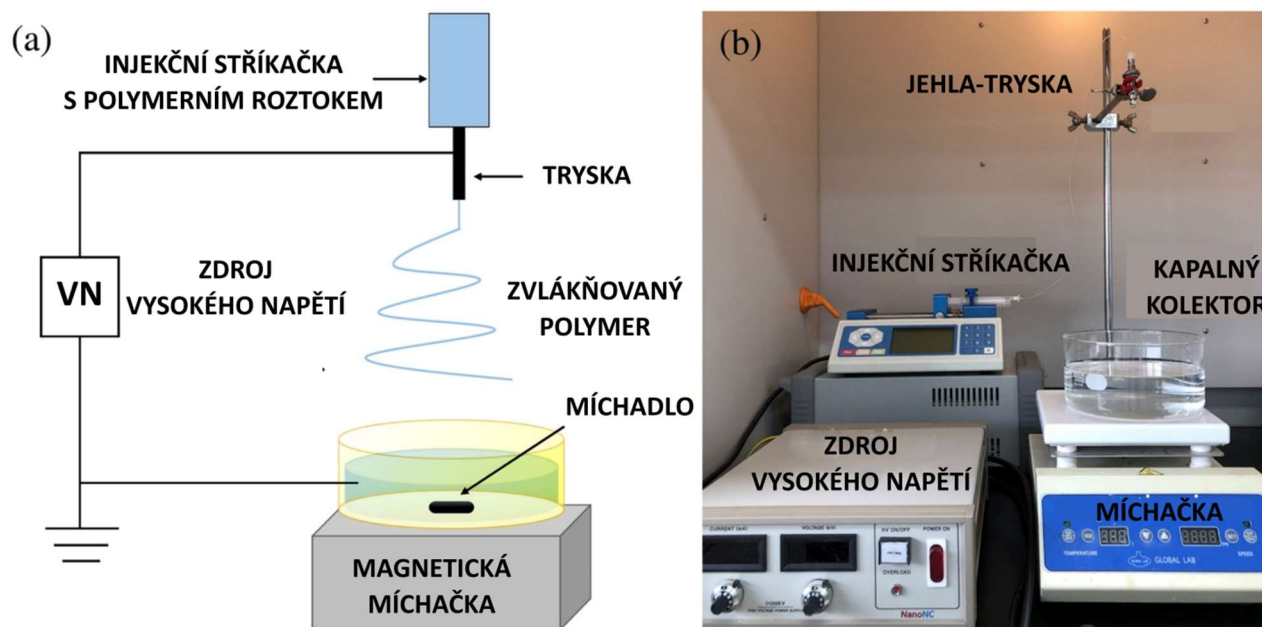 (a)
INJEKČNÍ STŘÍKAČKA
S POLYMERNÍM ROZTOKEM
TRYSKA
VN
ZDROJ
VYSOKÉHO NAPĚTÍ
ZVLÁKŇOVANÝ
POLYMER
MÍCHADLO
MAGNETICKÁ
MÍCHAČKA
(b)
JEHLA-TRYSKA
INJEKČNÍ STŘÍKAČKA
KAPALNÝ
KOLEKTOR
ZDROJ
VYSOKÉHO NAPĚTÍ
MÍCHAČKA
CURRENT (mA)
VOLTAGE (kV)
HV ON/OFF
POWER ON
OVERLOAD
NanoNC
TEMPERATURE
GLOBAL LAB
SPEED